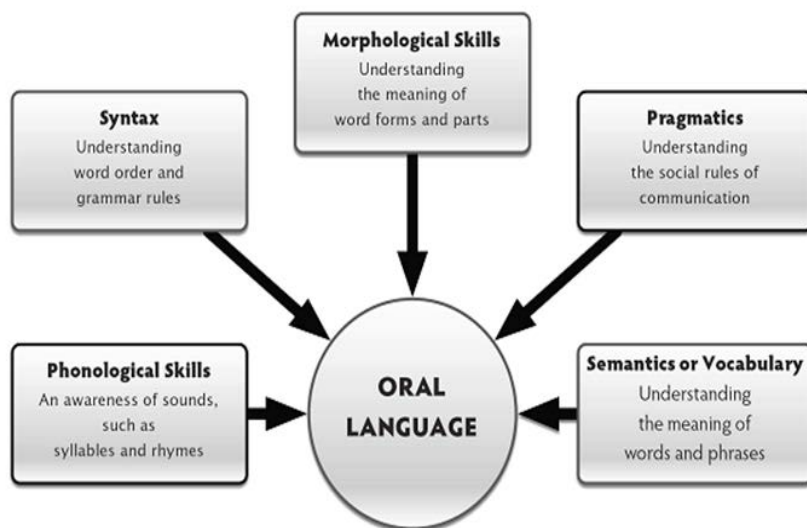 Morphological Skills
Understanding
the meaning of
word forms and parts
Syntax
Understanding
word order and
grammar rules
Pragmatics
Understanding
the social rules of
communication
Phonological Skills
An awareness of sounds,
such as
syllables and rhymes
ORAL
LANGUAGE
Semantics or Vocabulary
Understanding
the meaning of
words and phrases